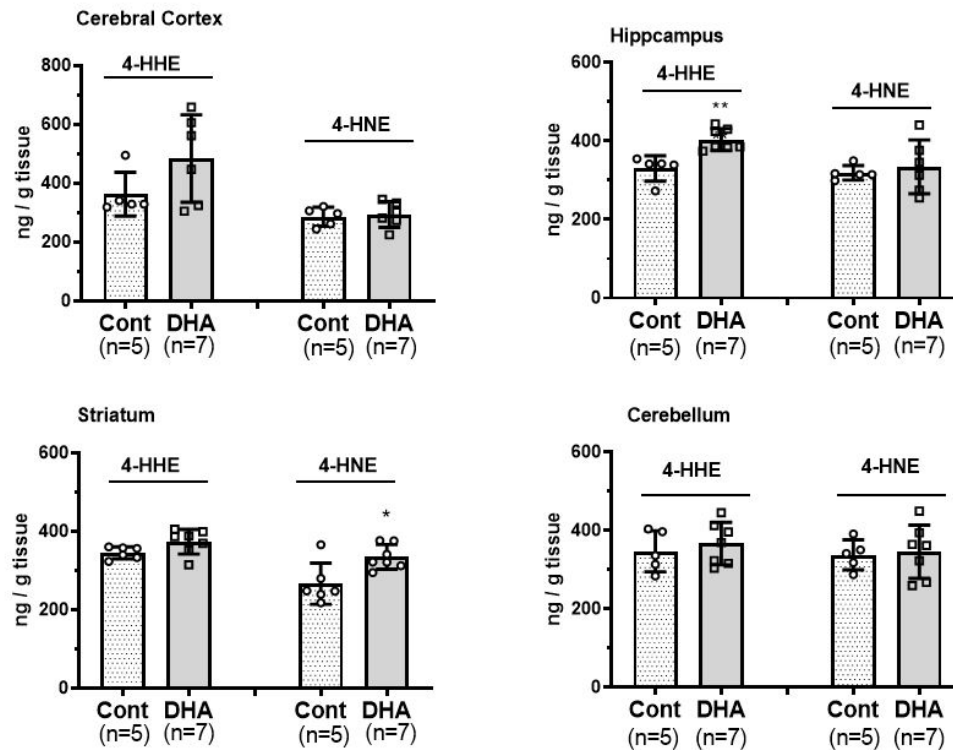 Cerebral Cortex
4-HHE
4-HNE
ng / g tissue
800
600
400
200
0
Cont DHA Cont DHA
(n=5) (n=7) (n=5) (n=7)
Hippcampus
4-HHE
4-HNE
**
ng / g tissue
600
400
200
0
Cont DHA Cont DHA
(n=5) (n=7) (n=5) (n=7)
Striatum
4-HHE 4-HNE
*
ng / g tissue
600
400
200
0
Cont DHA Cont DHA
(n=5) (n=7) (n=5) (n=7)
Cerebellum
4-HHE 4-HNE
ng / g tissue
600
400
200
0
Cont DHA Cont DHA
(n=5) (n=7) (n=5) (n=7)